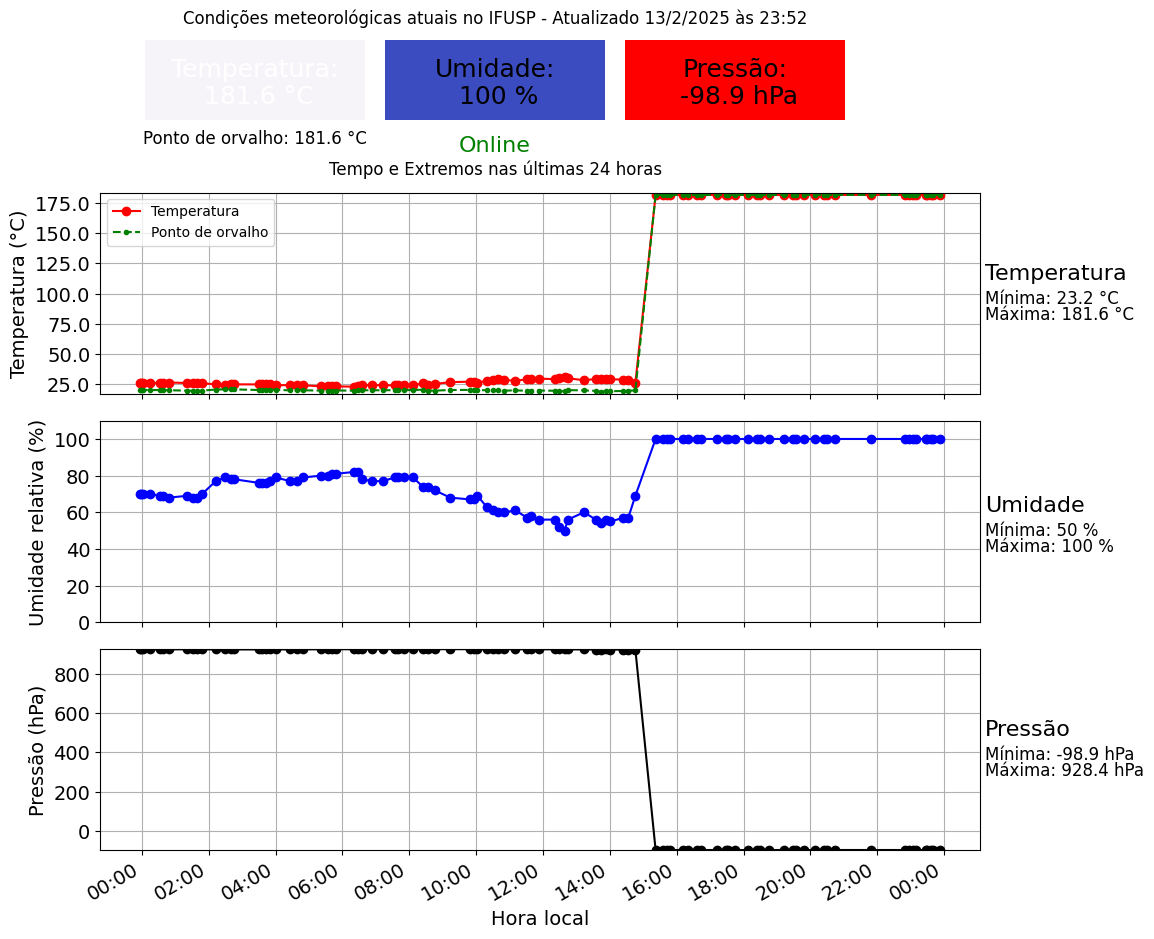 Condições meteorológicas atuais no IFUSP - Atualizado 13/2/2025 às 23:52
Temperatura:
181.6 °C
Umidade:
100 %
Pressão:
-98.9 hPa
Ponto de orvalho: 181.6 °C
Online
Tempo e Extremos nas últimas 24 horas
Temperatura (°C)
175.0
150.0
125.0
100.0
75.0
50.0
25.0
Temperatura
Ponto de orvalho
Temperatura
Mínima: 23.2 °C
Máxima: 181.6 °C
Umidade relativa (%)
100
80
60
40
20
0
Umidade
Mínima: 50 %
Máxima: 100 %
Pressão (hPa)
800
600
400
200
0
Pressão
Mínima: -98.9 hPa
Máxima: 928.4 hPa
00:00 02:00 04:00 06:00 08:00 10:00 12:00 14:00 16:00 18:00 20:00 22:00 00:00
Hora local